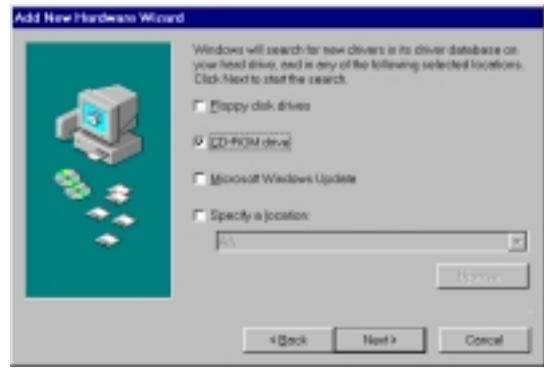 Add New Hardware Wizard
Windows will search for new drivers in its driver database on
your hard drive, and in any of the following selected locations.
Click Next to start the search.
Floppy disk drives
CD-ROM drive
Microsoft Windows Update
Specify a location:
A:\
< Back Next > Cancel